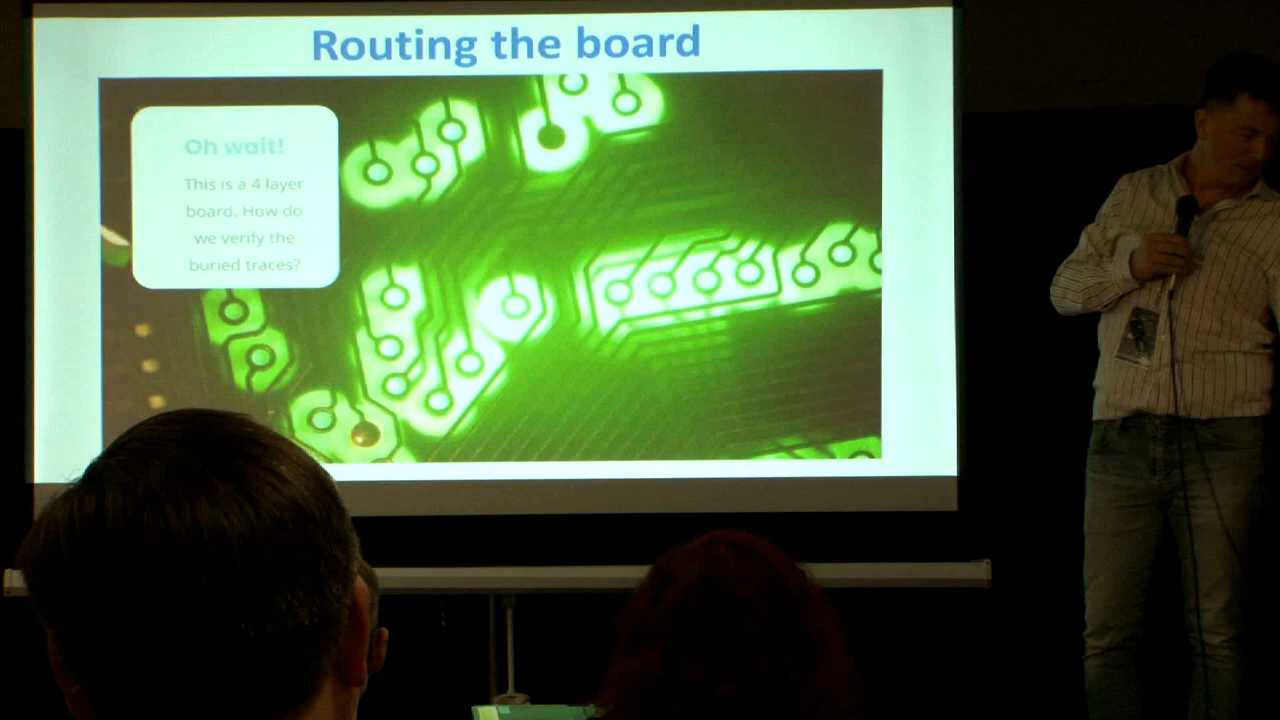 Routing the board
Oh wait!
This is a 4 layer
board. How do
we verify the
buried traces?